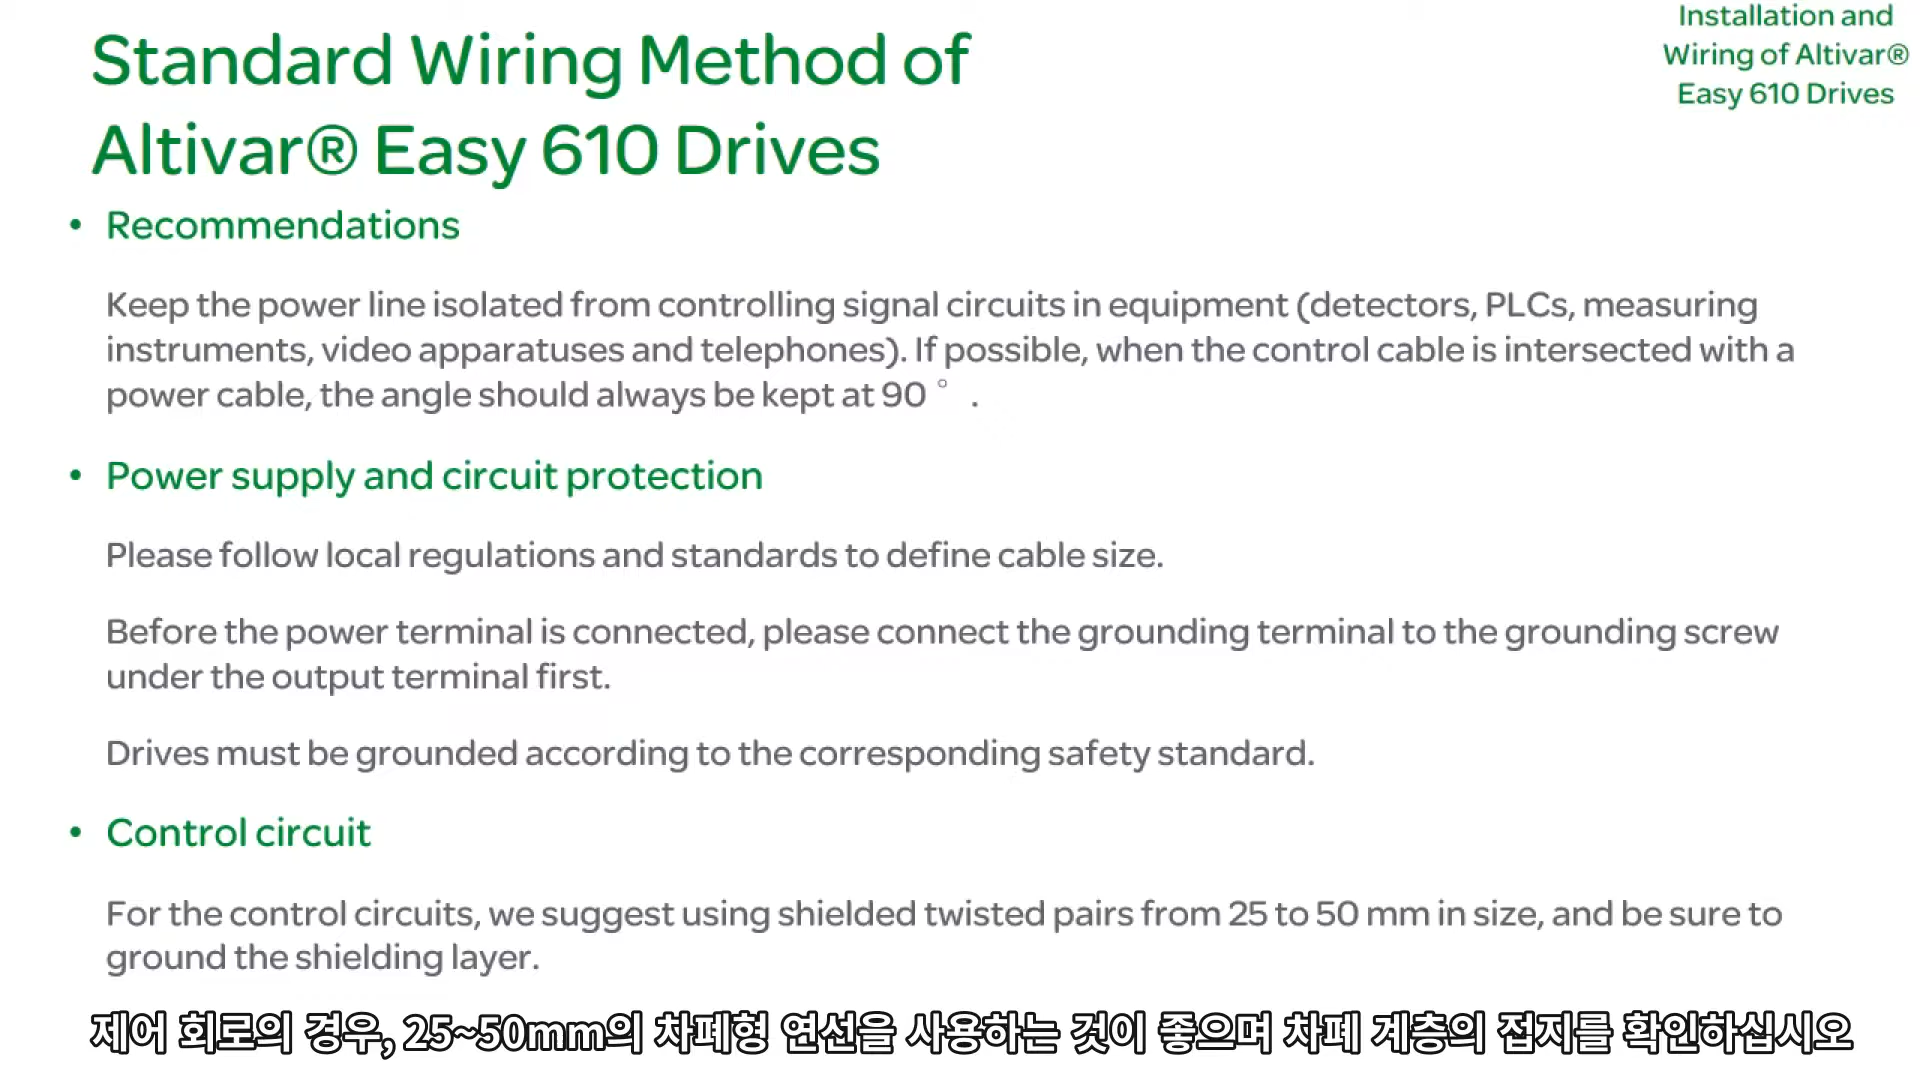 Installation and
Wiring of Altivar®
Easy 610 Drives
Standard Wiring Method of
Altivar® Easy 610 Drives
• Recommendations
Keep the power line isolated from controlling signal circuits in equipment (detectors, PLCs, measuring
instruments, video apparatuses and telephones). If possible, when the control cable is intersected with a
power cable, the angle should always be kept at 90 ° .
• Power supply and circuit protection
Please follow local regulations and standards to define cable size.
Before the power terminal is connected, please connect the grounding terminal to the grounding screw
under the output terminal first.
Drives must be grounded according to the corresponding safety standard.
• Control circuit
For the control circuits, we suggest using shielded twisted pairs from 25 to 50 mm in size, and be sure to
ground the shielding layer.
제어 회로의 경우, 25~50mm의 차폐형 연선을 사용하는 것이 좋으며 차폐 계층의 접지를 확인하십시오